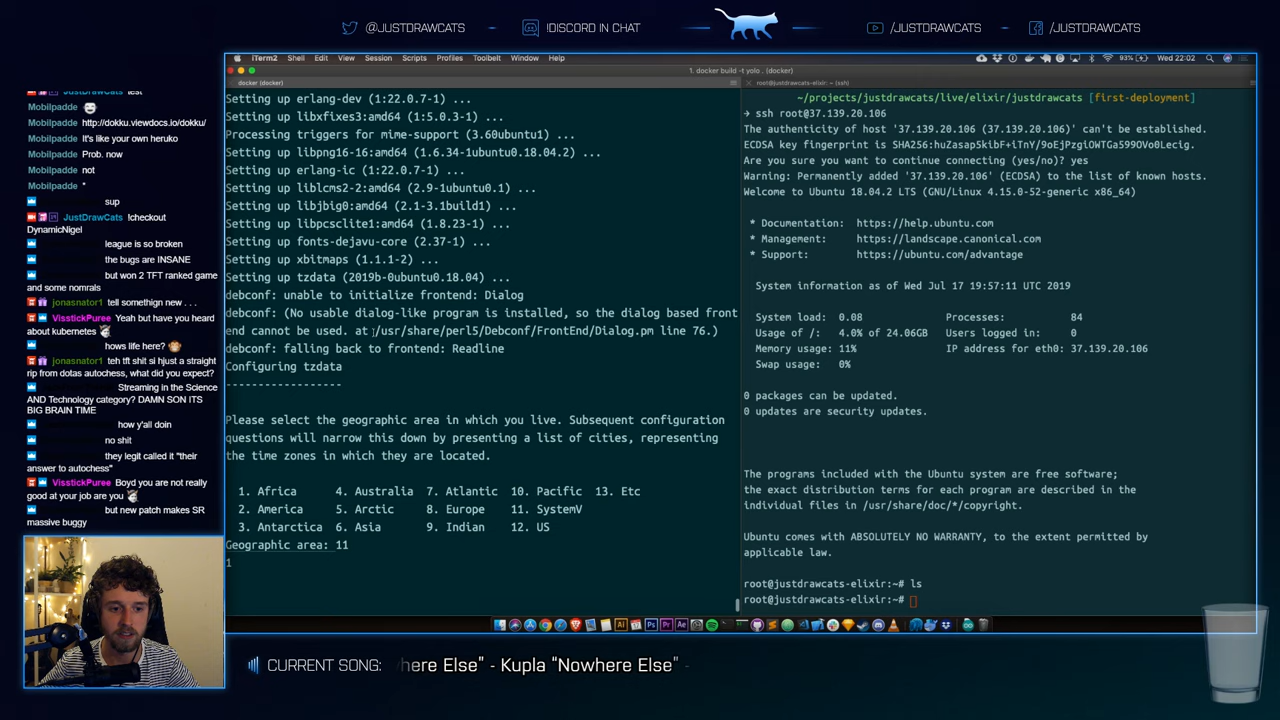 @JUSTDRAWCATS
!DISCORD IN CHAT
/JUSTDRAWCATS
/JUSTDRAWCATS
iTerm2 Shell Edit View Session Scripts Profiles Toolbelt Window Help
93% Wed 22:02
1. docker build -t yolo . (docker)
docker (docker)
root@justdrawcats-elixir: ~ (ssh)
JustDrawCats test
Mobilpadde
Mobilpadde
http://dokku.viewdocs.io/dokku/
Mobilpadde It's like your own heruko
Mobilpadde Prob. now
Mobilpadde not
Mobilpadde *
sup
JustDrawCats !checkout
DynamicNigel
league is so broken
the bugs are INSANE
but won 2 TFT ranked game
and some nomrals
jonasnator1 tell somethign new . . .
VisstickPuree Yeah but have you heard
about kubernetes
hows life here?
jonasnator1 teh tft shit si hjust a straight
rip from dotas autochess, what did you expect?
Streaming in the Science
AND Technology category? DAMN SON ITS
BIG BRAIN TIME
how y'all doin
no shit
they legit called it "their
answer to autochess"
VisstickPuree Boyd you are not really
good at your job are you
but new patch makes SR
massive buggy
Setting up erlang-dev (1:22.0.7-1) ...
Setting up libxfixes3:amd64 (1:5.0.3-1) ...
Processing triggers for mime-support (3.60ubuntu1) ...
Setting up libpng16-16:amd64 (1.6.34-1ubuntu0.18.04.2) ...
Setting up erlang-ic (1:22.0.7-1) ...
Setting up liblcms2-2:amd64 (2.9-1ubuntu0.1) ...
Setting up libjbig0:amd64 (2.1-3.1build1) ...
Setting up libpcsclite1:amd64 (1.8.23-1) ...
Setting up fonts-dejavu-core (2.37-1) ...
Setting up xbitmaps (1.1.1-2) ...
Setting up tzdata (2019b-0ubuntu0.18.04) ...
debconf: unable to initialize frontend: Dialog
debconf: (No usable dialog-like program is installed, so the dialog based front
end cannot be used. at /usr/share/perl5/Debconf/FrontEnd/Dialog.pm line 76.)
debconf: falling back to frontend: Readline
Configuring tzdata
------------------
Please select the geographic area in which you live. Subsequent configuration
questions will narrow this down by presenting a list of cities, representing
the time zones in which they are located.
1. Africa 4. Australia 7. Atlantic 10. Pacific 13. Etc
2. America 5. Arctic 8. Europe 11. SystemV
3. Antarctica 6. Asia 9. Indian 12. US
Geographic area: 11
1
~/projects/justdrawcats/live/elixir/justdrawcats [first-deployment]
→ ssh root@37.139.20.106
The authenticity of host '37.139.20.106 (37.139.20.106)' can't be established.
ECDSA key fingerprint is SHA256:huZasap5kibF+iTnY/9oEjPzgiOWTGa599OVo0Lecig.
Are you sure you want to continue connecting (yes/no)? yes
Warning: Permanently added '37.139.20.106' (ECDSA) to the list of known hosts.
Welcome to Ubuntu 18.04.2 LTS (GNU/Linux 4.15.0-52-generic x86_64)
* Documentation: https://help.ubuntu.com
* Management: https://landscape.canonical.com
* Support: https://ubuntu.com/advantage
System information as of Wed Jul 17 19:57:11 UTC 2019
System load: 0.08 Processes: 84
Usage of /: 4.0% of 24.06GB Users logged in: 0
Memory usage: 11% IP address for eth0: 37.139.20.106
Swap usage: 0%
0 packages can be updated.
0 updates are security updates.
The programs included with the Ubuntu system are free software;
the exact distribution terms for each program are described in the
individual files in /usr/share/doc/*/copyright.
Ubuntu comes with ABSOLUTELY NO WARRANTY, to the extent permitted by
applicable law.
root@justdrawcats-elixir:~# ls
root@justdrawcats-elixir:~#
CURRENT SONG: here Else" - Kupla "Nowhere Else" -